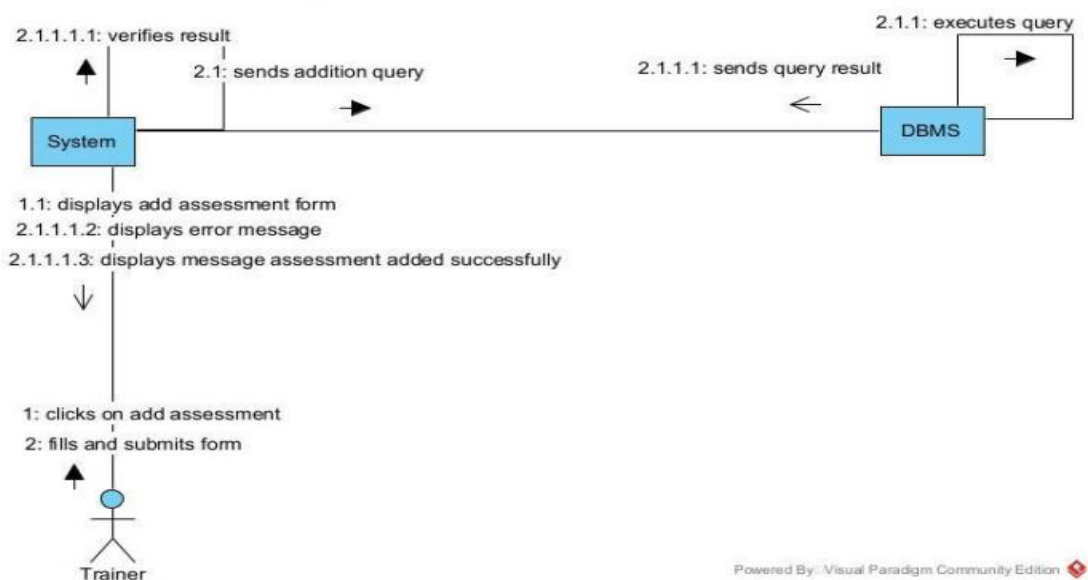 2.1.1: executes query
2.1.1.1.1: verifies result
2.1: sends addition query
2.1.1.1: sends query result
System
DBMS
1.1: displays add assessment form
2.1.1.1.2: displays error message
2.1.1.1.3: displays message assessment added successfully
1: clicks on add assessment
2: fills and submits form
Trainer
Powered By Visual Paradigm Community Edition